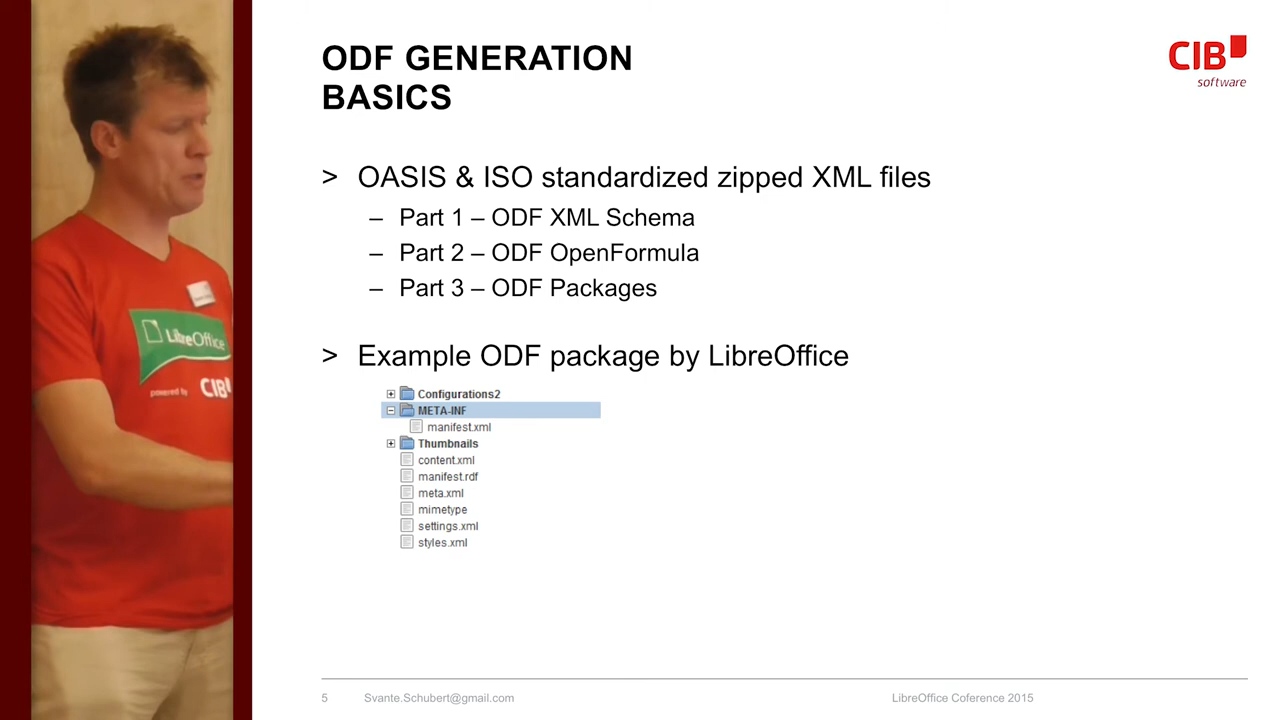 ODF GENERATION
BASICS
CIB
software
> OASIS & ISO standardized zipped XML files
– Part 1 – ODF XML Schema
– Part 2 – ODF OpenFormula
– Part 3 – ODF Packages
> Example ODF package by LibreOffice
Configurations2
META-INF
manifest.xml
Thumbnails
content.xml
manifest.rdf
meta.xml
mimetype
settings.xml
styles.xml
LibreOffice
powered by CIB
5 Svante.Schubert@gmail.com LibreOffice Coference 2015